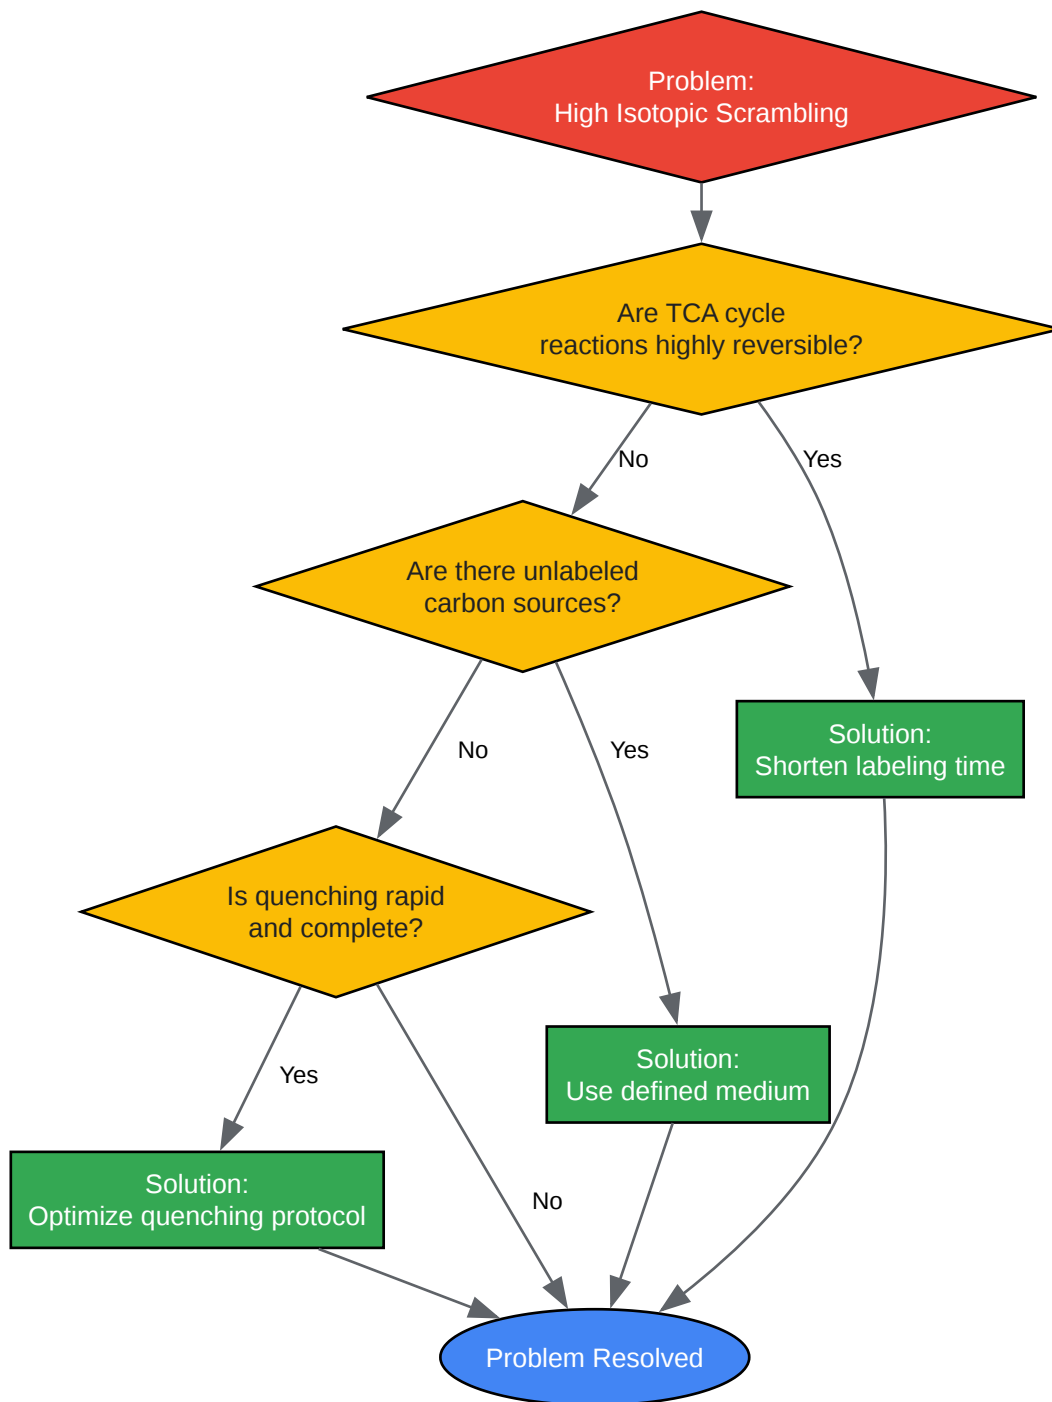 Problem:
High Isotopic Scrambling
Are TCA cycle
reactions highly reversible?
No
Yes
Are there unlabeled
carbon sources?
Solution:
Shorten labeling time
No
Yes
Is quenching rapid
and complete?
Solution:
Use defined medium
Yes
Solution:
Optimize quenching protocol
No
Problem Resolved